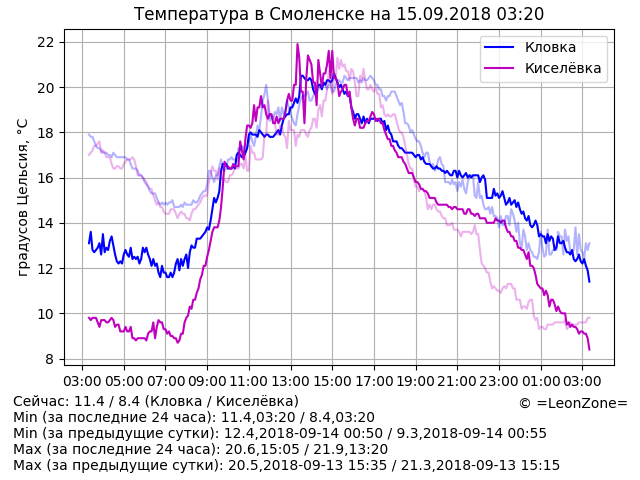 Температура в Смоленске на 15.09.2018 03:20
Кловка
Киселёвка
градусов Цельсия, °C
22
20
18
16
14
12
10
8
03:00 05:00 07:00 09:00 11:00 13:00 15:00 17:00 19:00 21:00 23:00 01:00 03:00
Сейчас: 11.4 / 8.4 (Кловка / Киселёвка)
© =LeonZone=
Min (за последние 24 часа): 11.4,03:20 / 8.4,03:20
Min (за предыдущие сутки): 12.4,2018-09-14 00:50 / 9.3,2018-09-14 00:55
Max (за последние 24 часа): 20.6,15:05 / 21.9,13:20
Max (за предыдущие сутки): 20.5,2018-09-13 15:35 / 21.3,2018-09-13 15:15